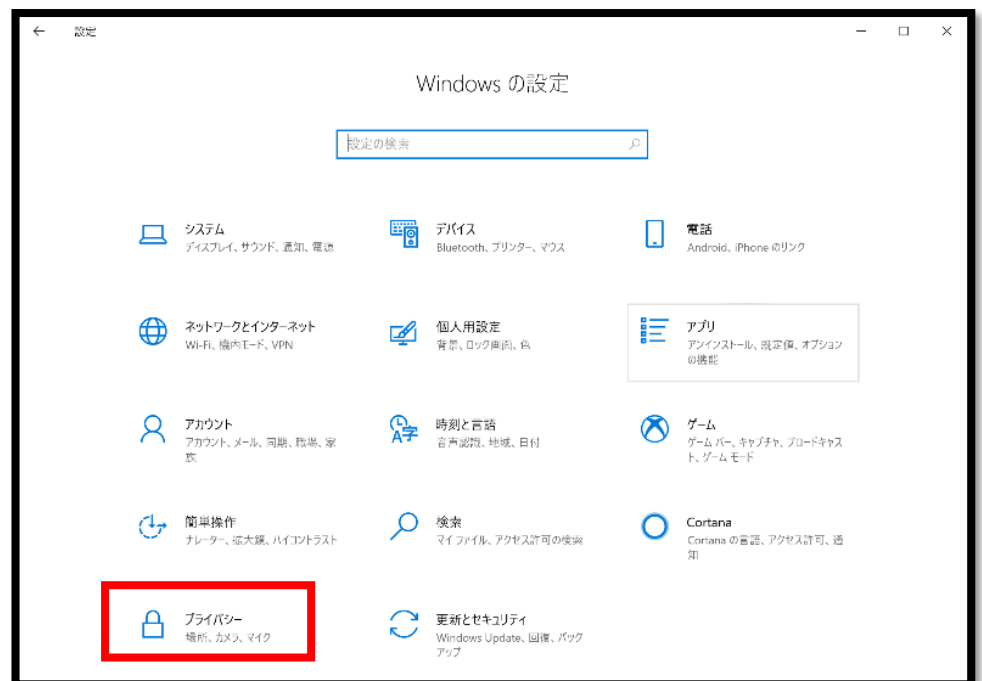 設定
Windows の設定
設定の検索
システム
ディスプレイ、サウンド、通知、電源
デバイス
Bluetooth、プリンター、マウス
電話
Android、iPhone のリンク
ネットワークとインターネット
Wi-Fi、機内モード、VPN
個人用設定
背景、ロック画面、色
アプリ
アンインストール、既定値、オプション
の機能
アカウント
アカウント、メール、同期、職場、家
族
時刻と言語
音声認識、地域、日付
ゲーム
ゲーム バー、キャプチャ、ブロードキャス
ト、ゲーム モード
簡単操作
ナレーター、拡大鏡、ハイコントラスト
検索
マイ ファイル、アクセス許可の検索
Cortana
Cortana の言語、アクセス許可、通
知
プライバシー
場所、カメラ、マイク
更新とセキュリティ
Windows Update、回復、バック
アップ